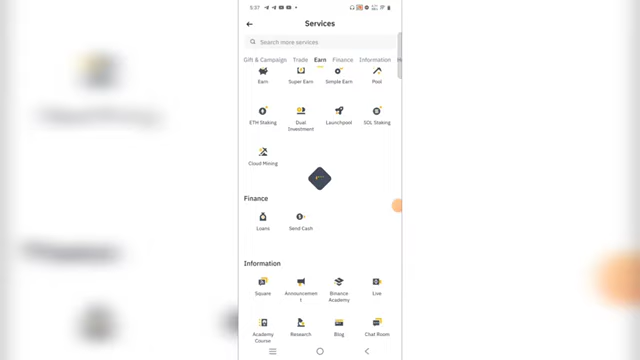 5:37
Services
Search more services
Gift & Campaign Trade Earn Finance Information
Earn Super Earn Simple Earn Pool
ETH Staking Dual Investment Launchpool SOL Staking
Cloud Mining
Finance
Loans Send Cash
Information
Square Announcement Binance Academy Live
Academy Course Research Blog Chat Room